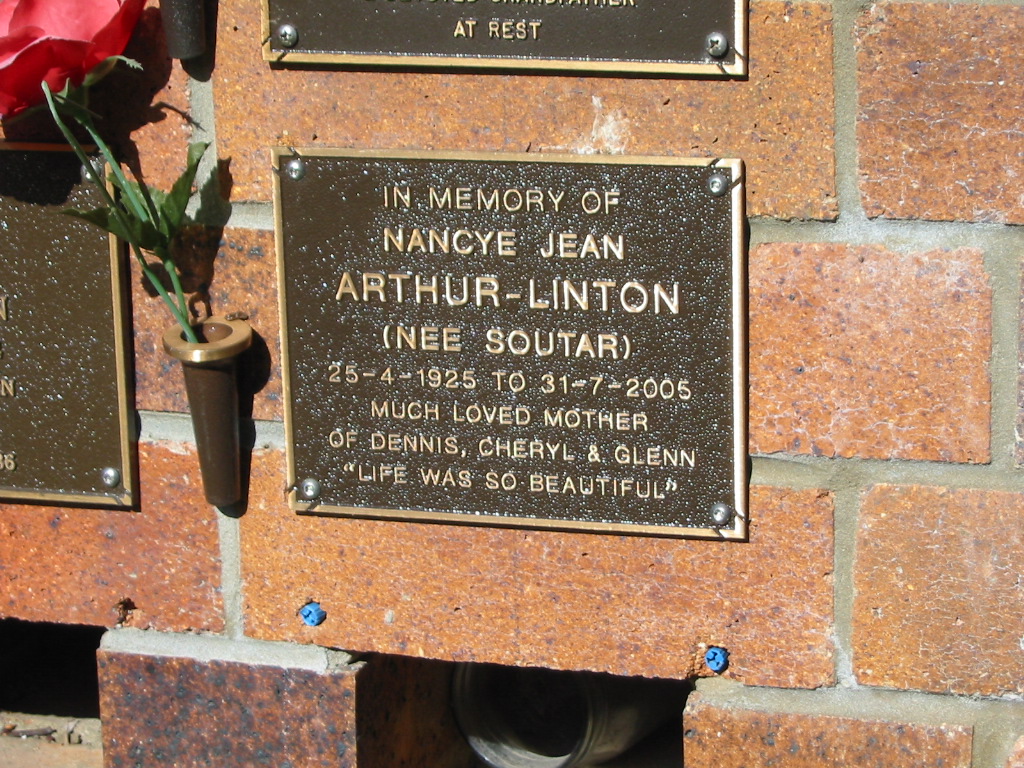 GRANDFATHER
AT REST
IN MEMORY OF
NANCYE JEAN
ARTHUR-LINTON
(NEE SOUTAR)
25-4-1925 TO 31-7-2005
MUCH LOVED MOTHER
OF DENNIS, CHERYL & GLENN
"LIFE WAS SO BEAUTIFUL"